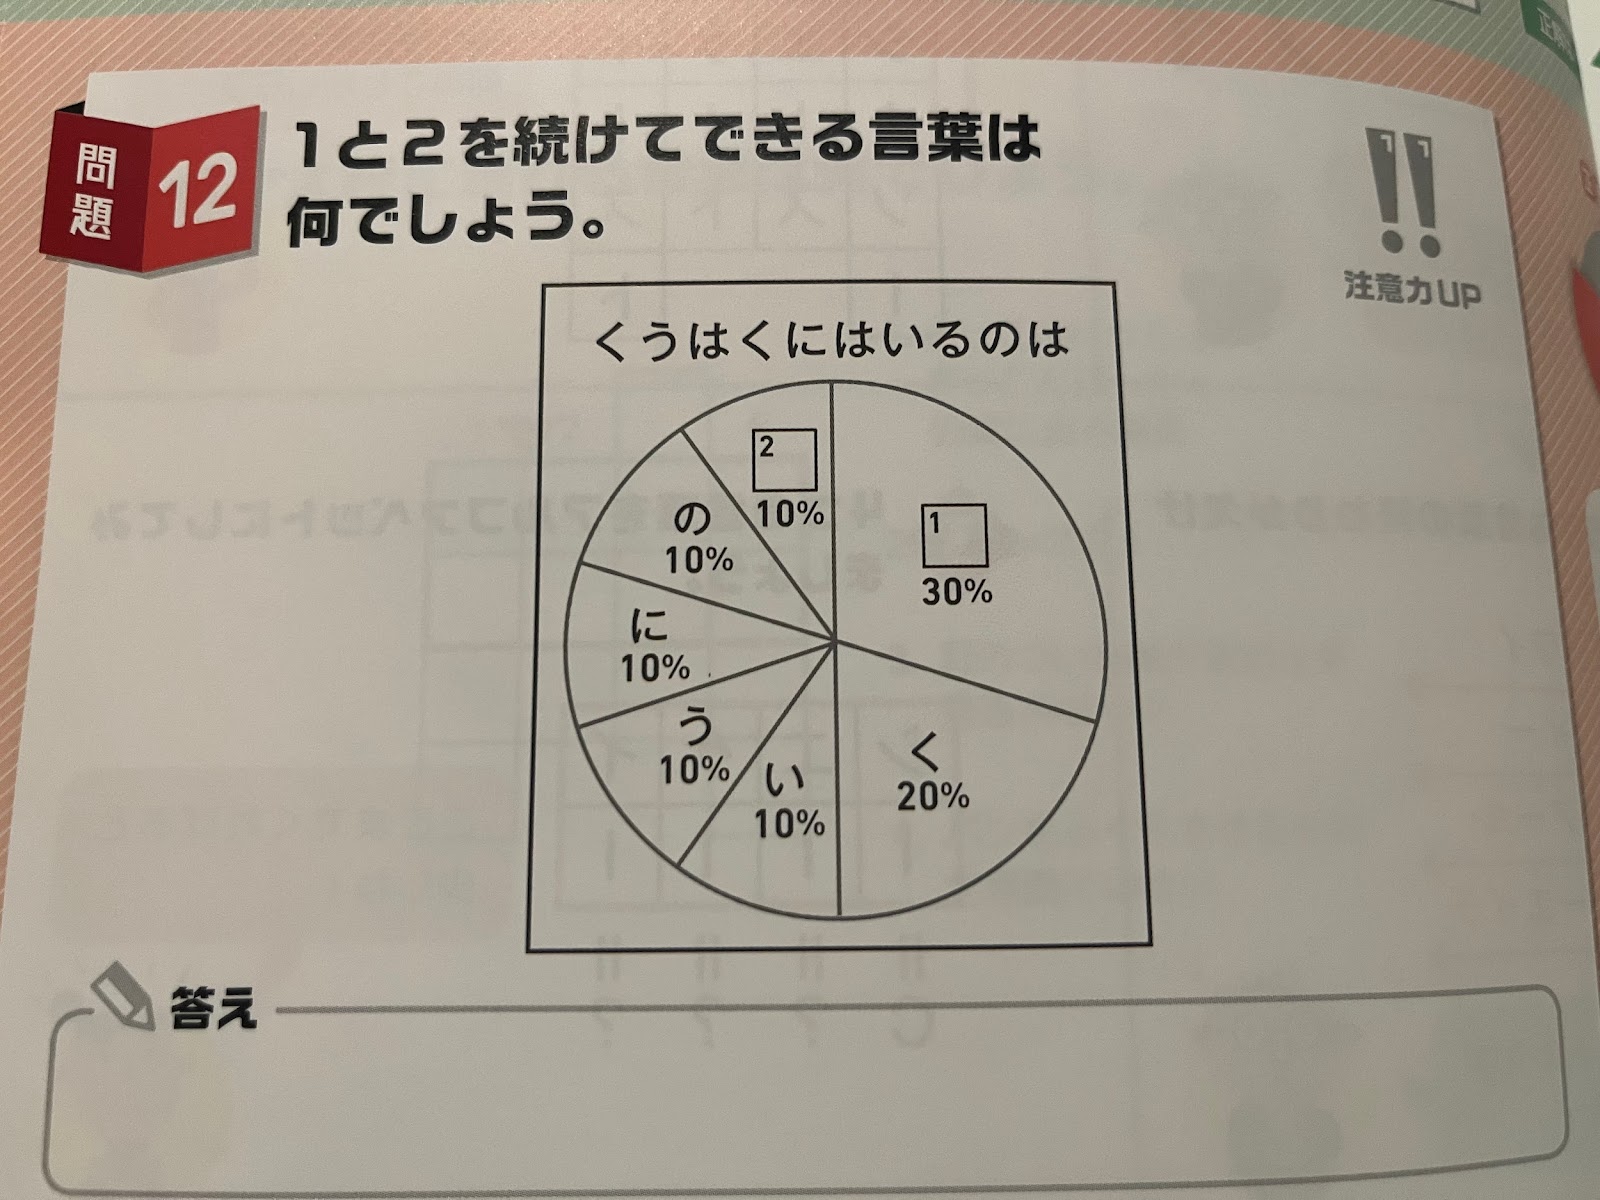 問題
12
1と2を続けてできる言葉は
何でしょう。
注意力UP
くうはくにはいるのは
2
10%
1
30%
の
10%
に
10%
う
10%
い
10%
く
20%
答え